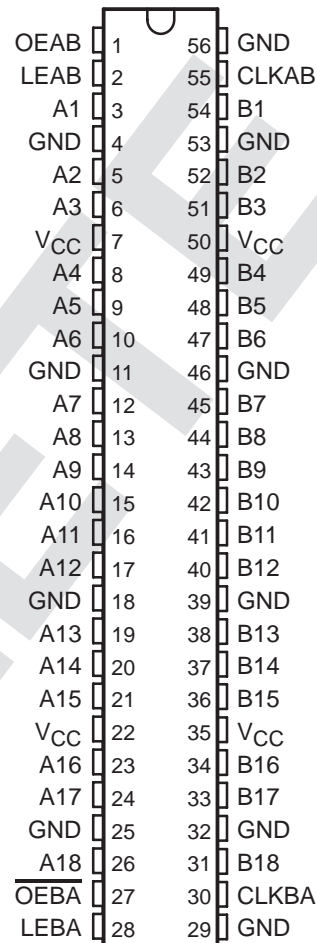 OEAB 1 56 GND
LEAB 2 55 CLKAB
A1 3 54 B1
GND 4 53 GND
A2 5 52 B2
A3 6 51 B3
VCC 7 50 VCC
A4 8 49 B4
A5 9 48 B5
A6 10 47 B6
GND 11 46 GND
A7 12 45 B7
A8 13 44 B8
A9 14 43 B9
A10 15 42 B10
A11 16 41 B11
A12 17 40 B12
GND 18 39 GND
A13 19 38 B13
A14 20 37 B14
A15 21 36 B15
VCC 22 35 VCC
A16 23 34 B16
A17 24 33 B17
GND 25 32 GND
A18 26 31 B18
OEBA 27 30 CLKBA
LEBA 28 29 GND